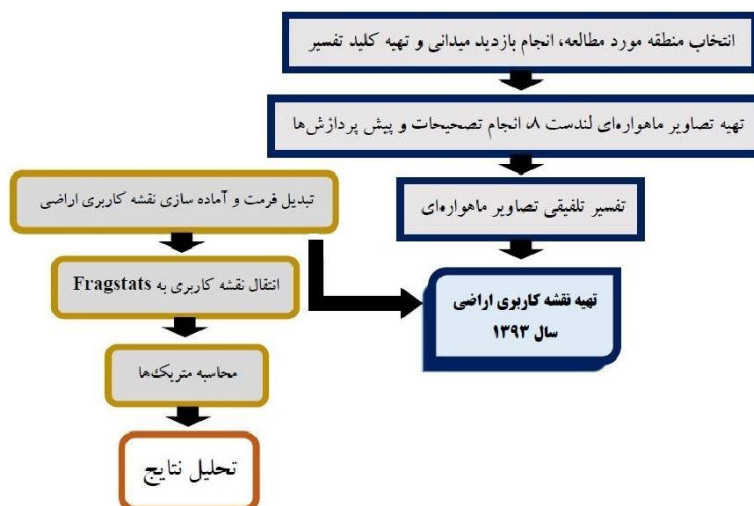 انتخاب منطقه مورد مطالعه، انجام بازدید میدانی و تهیه کلید تفسیر
تهیه تصاویر ماهواره‌ای لندست ۸، انجام تصحیحات و پیش پردازش‌ها
تفسیر تلفیقی تصاویر ماهواره‌ای
تهیه نقشه کاربری اراضی
سال ۱۳۹۳
تبدیل فرمت و آماده سازی نقشه کاربری اراضی
انتقال نقشه کاربری به Fragstats
محاسبه متریک‌ها
تحلیل نتایج